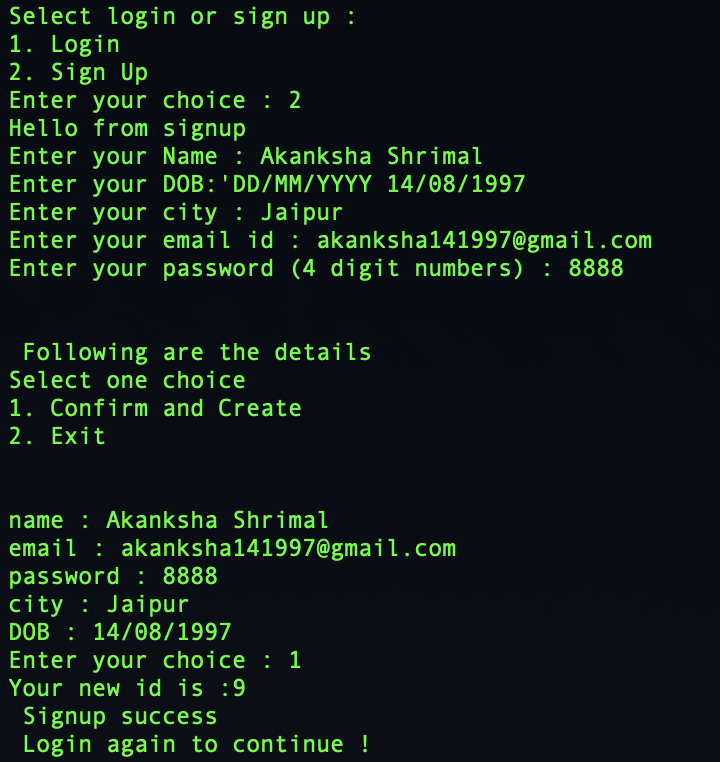 Select login or sign up :
1. Login
2. Sign Up
Enter your choice : 2
Hello from signup
Enter your Name : Akanksha Shrimal
Enter your DOB:'DD/MM/YYYY 14/08/1997
Enter your city : Jaipur
Enter your email id : akanksha141997@gmail.com
Enter your password (4 digit numbers) : 8888
Following are the details
Select one choice
1. Confirm and Create
2. Exit
name : Akanksha Shrimal
email : akanksha141997@gmail.com
password : 8888
city : Jaipur
DOB : 14/08/1997
Enter your choice : 1
Your new id is :9
Signup success
Login again to continue !